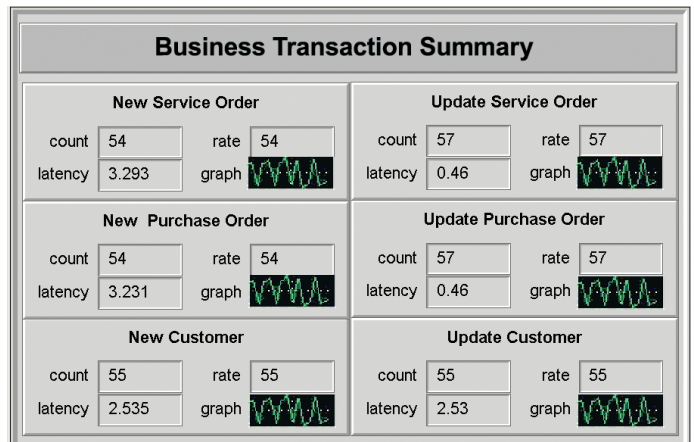 Business Transaction Summary
New Service Order
count 54 rate 54
latency 3.293 graph
Update Service Order
count 57 rate 57
latency 0.46 graph
New Purchase Order
count 54 rate 54
latency 3.231 graph
Update Purchase Order
count 57 rate 57
latency 0.46 graph
New Customer
count 55 rate 55
latency 2.535 graph
Update Customer
count 55 rate 55
latency 2.53 graph